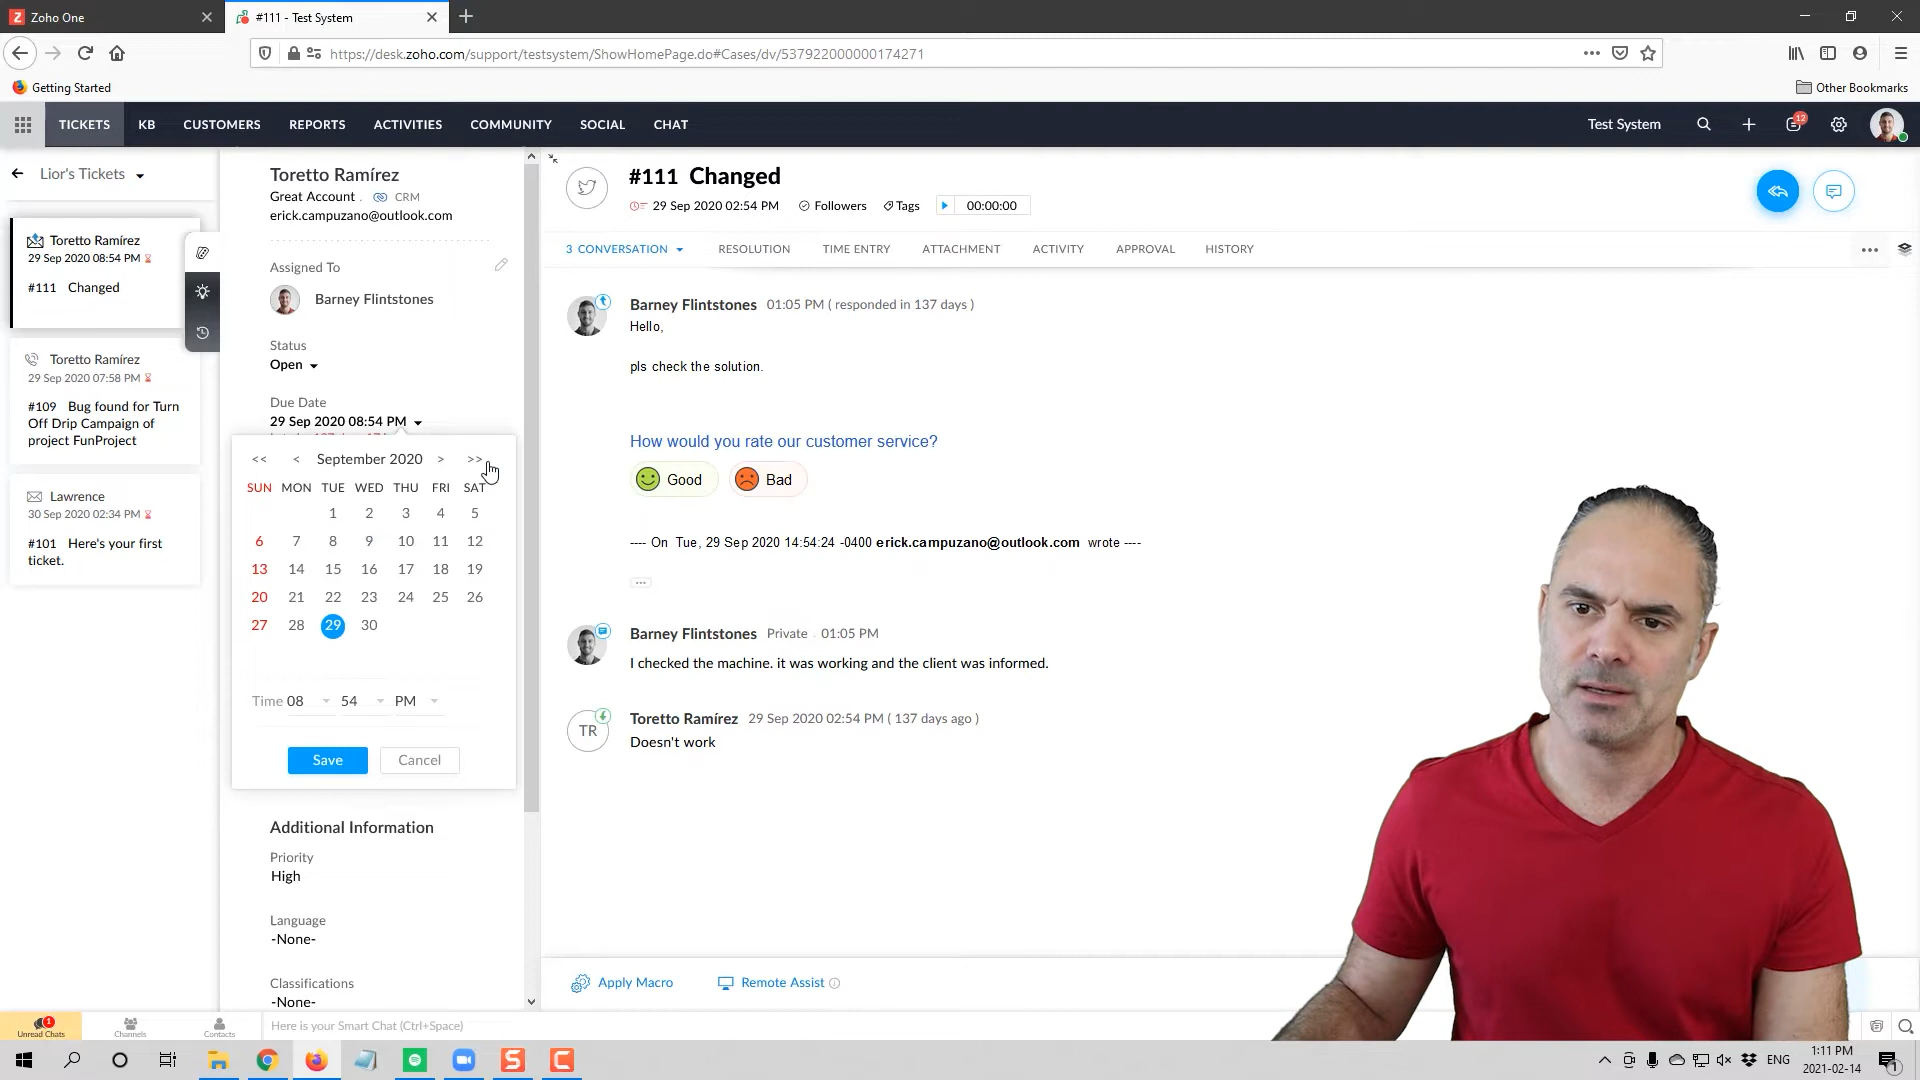 Zoho One
#111 - Test System
https://desk.zoho.com/support/testsystem/ShowHomePage.do#Cases/dv/537922000000174271
Getting Started
Other Bookmarks
TICKETS KB CUSTOMERS REPORTS ACTIVITIES COMMUNITY SOCIAL CHAT
Test System
12
Lior's Tickets
Toretto Ramírez
29 Sep 2020 08:54 PM
#111 Changed
Toretto Ramírez
29 Sep 2020 07:58 PM
#109 Bug found for Turn
Off Drip Campaign of
project FunProject
Lawrence
30 Sep 2020 02:34 PM
#101 Here's your first
ticket.
Toretto Ramírez
Great Account . CRM
erick.campuzano@outlook.com
Assigned To
Barney Flintstones
Status
Open
Due Date
29 Sep 2020 08:54 PM
<< < September 2020 > >>
SUN MON TUE WED THU FRI SAT
1 2 3 4 5
6 7 8 9 10 11 12
13 14 15 16 17 18 19
20 21 22 23 24 25 26
27 28 29 30
Time 08 54 PM
Save Cancel
Additional Information
Priority
High
Language
-None-
Classifications
-None-
#111 Changed
29 Sep 2020 02:54 PM Followers Tags 00:00:00
3 CONVERSATION RESOLUTION TIME ENTRY ATTACHMENT ACTIVITY APPROVAL HISTORY
Barney Flintstones 01:05 PM ( responded in 137 days )
Hello,
pls check the solution.
How would you rate our customer service?
Good Bad
---- On Tue, 29 Sep 2020 14:54:24 -0400 erick.campuzano@outlook.com wrote ----
Barney Flintstones Private . 01:05 PM
I checked the machine. it was working and the client was informed.
TR
Toretto Ramírez 29 Sep 2020 02:54 PM ( 137 days ago )
Doesn't work
Apply Macro Remote Assist
1
Unread Chats Channels Contacts
Here is your Smart Chat (Ctrl+Space)
ENG
1:11 PM
2021-02-14
1